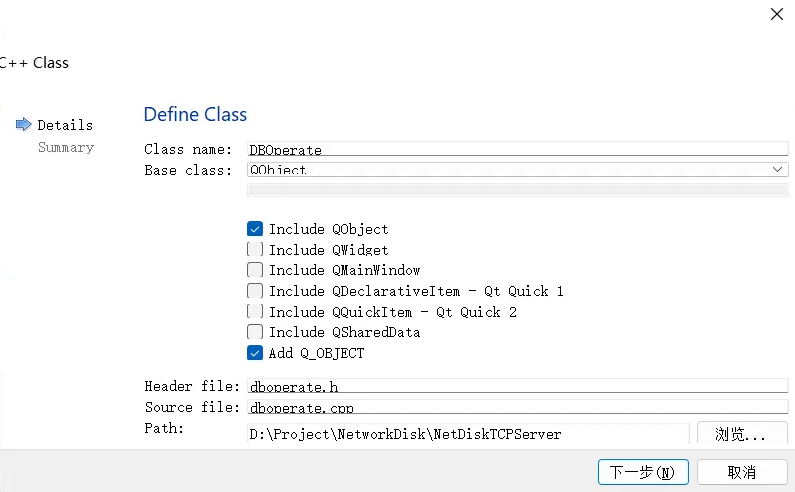 C++ Class
Define Class
Details
Summary
Class name: DBOperate
Base class: QObject
Include QObject
Include QWidget
Include QMainWindow
Include QDeclarativeItem - Qt Quick 1
Include QQuickItem - Qt Quick 2
Include QSharedData
Add Q_OBJECT
Header file: dboperate.h
Source file: dboperate.cpp
Path: D:\Project\NetworkDisk\NetDiskTCPServer 浏览...
下一步(N) 取消